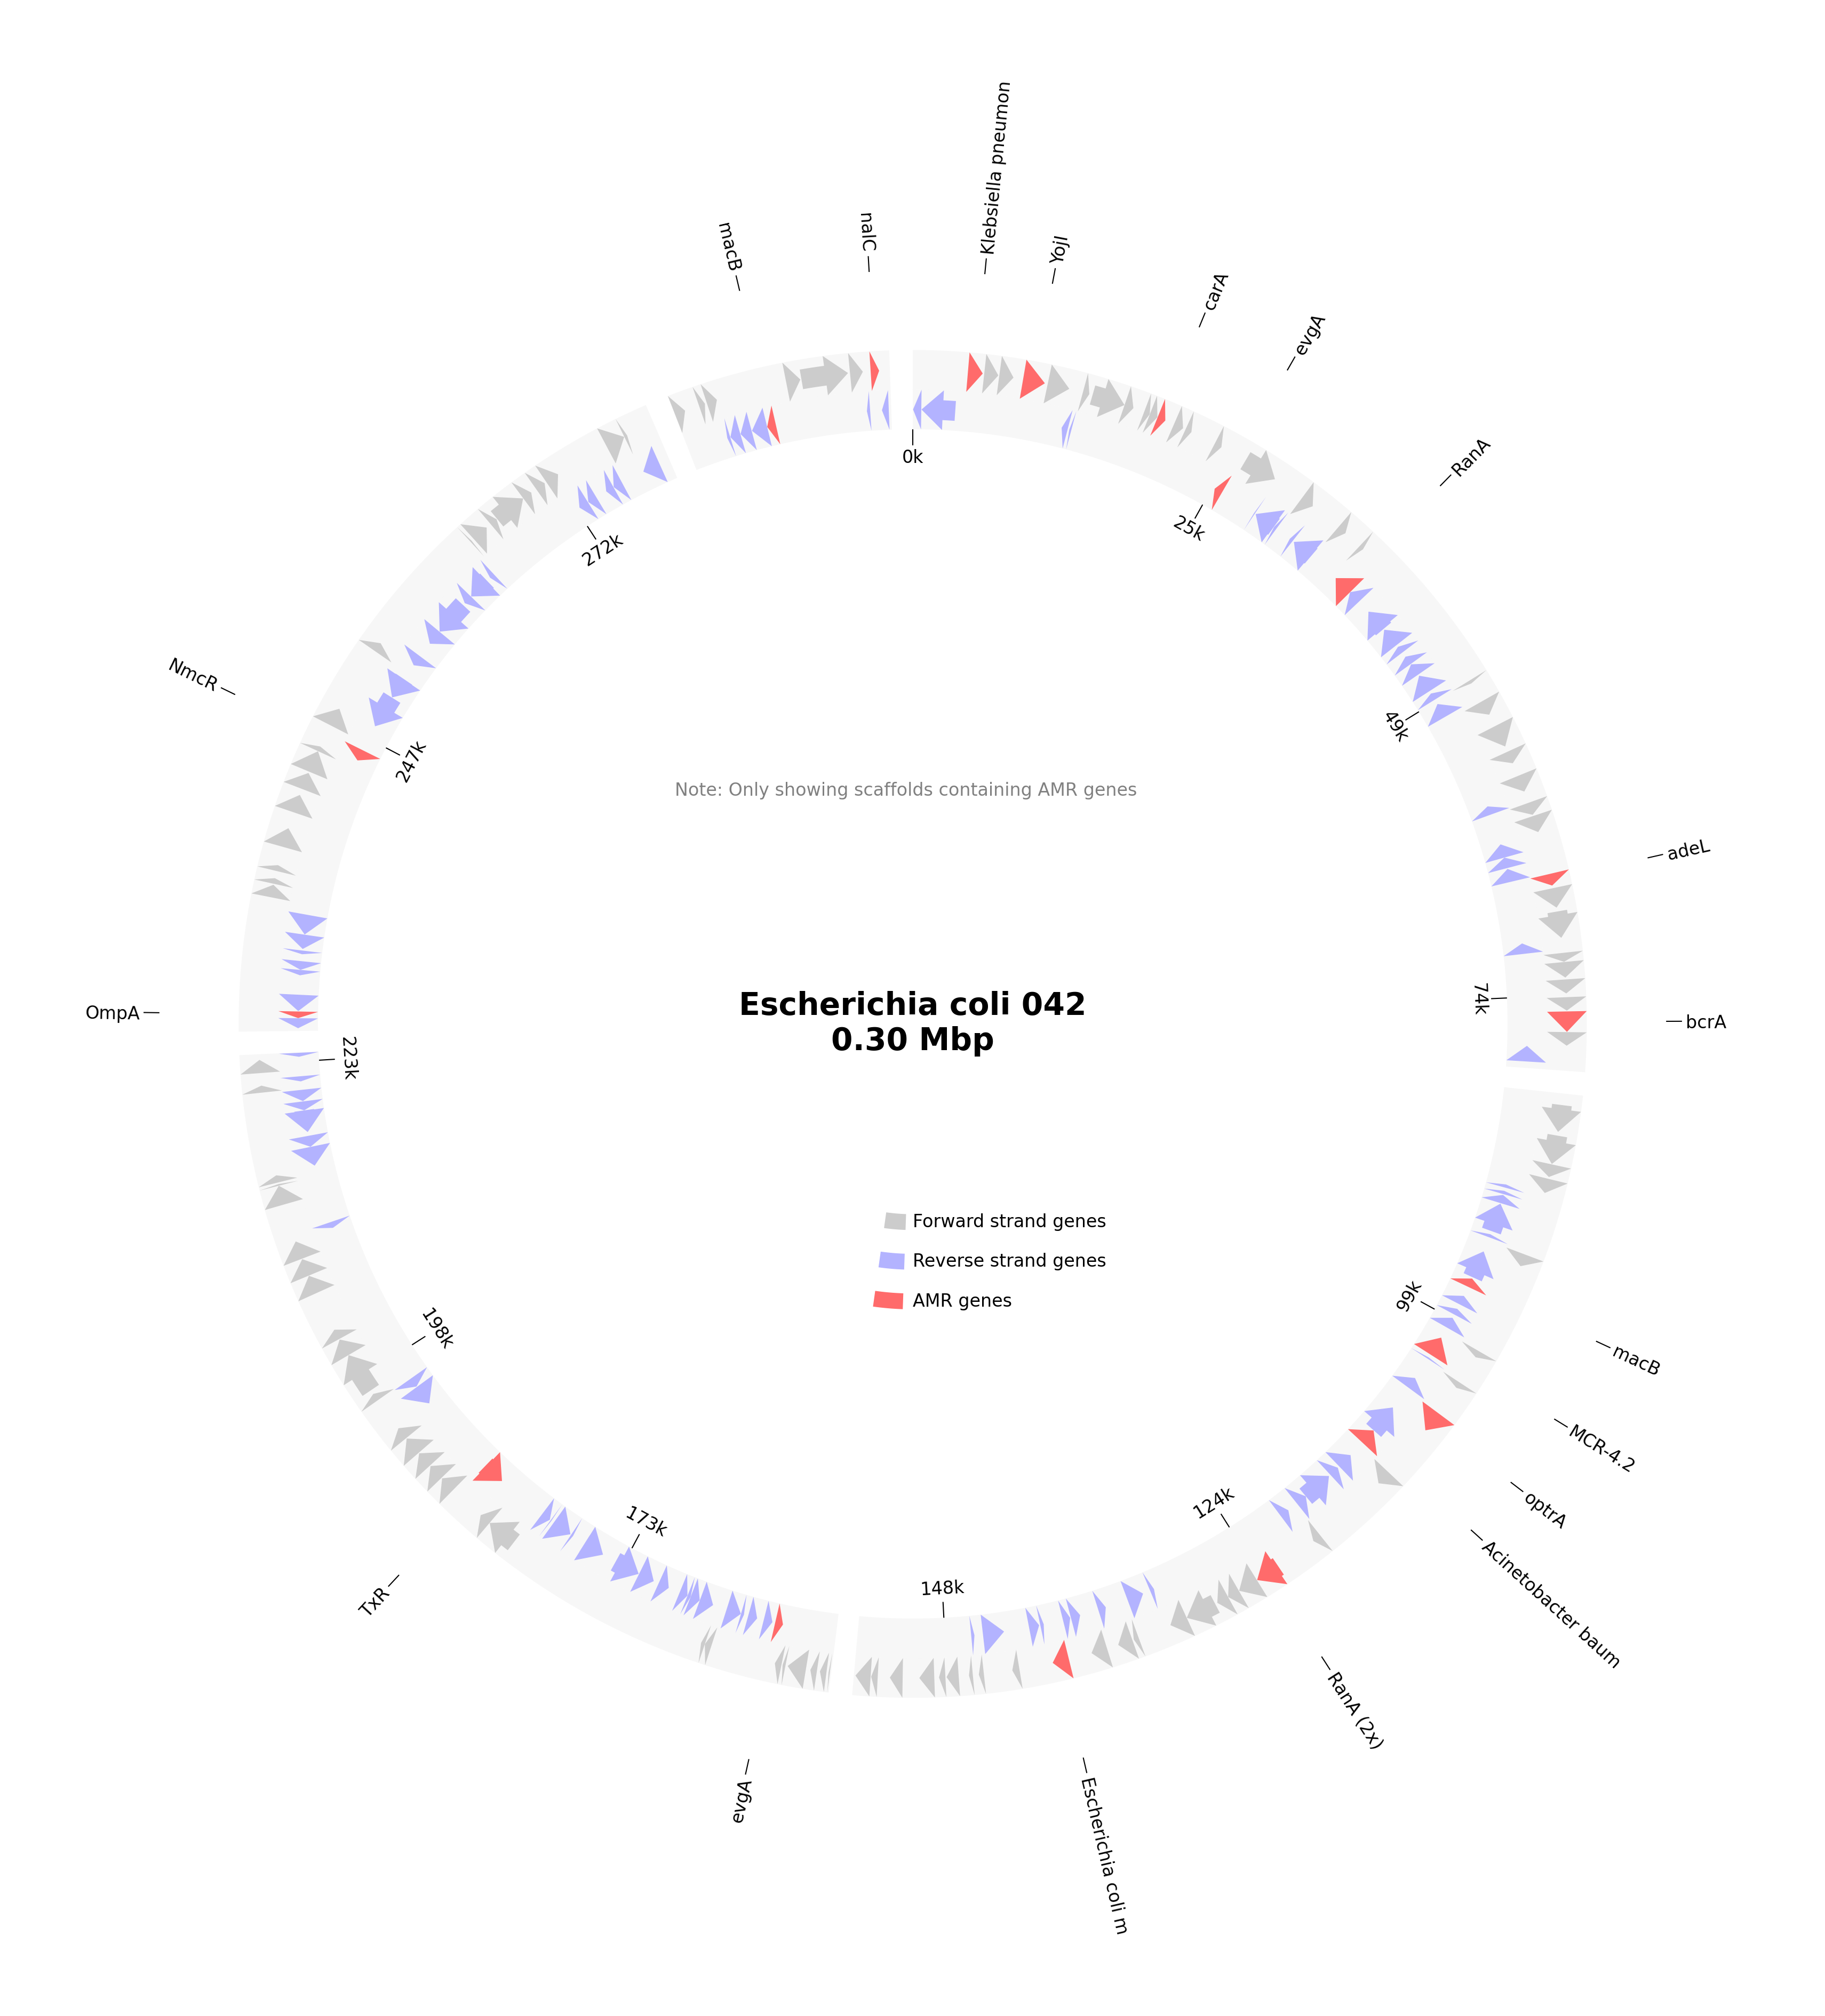 Klebsiella pneumon
YojI
carA
evgA
RanA
adeL
bcrA
macB
MCR-4.2
optrA
Acinetobacter baum
RanA (2x)
Escherichia coli m
evgA
TxR
OmpA
NmcR
macB
nalC
0k
25k
49k
74k
99k
124k
148k
173k
198k
223k
247k
272k
Note: Only showing scaffolds containing AMR genes
Escherichia coli 042
0.30 Mbp
Forward strand genes
Reverse strand genes
AMR genes